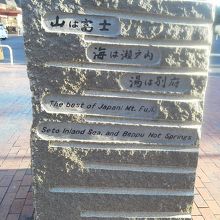 山は富士
海は瀬戸内
湯は別府
The best of Japan: Mt. Fuji,
Seto Inland Sea, and Beppu Hot Springs